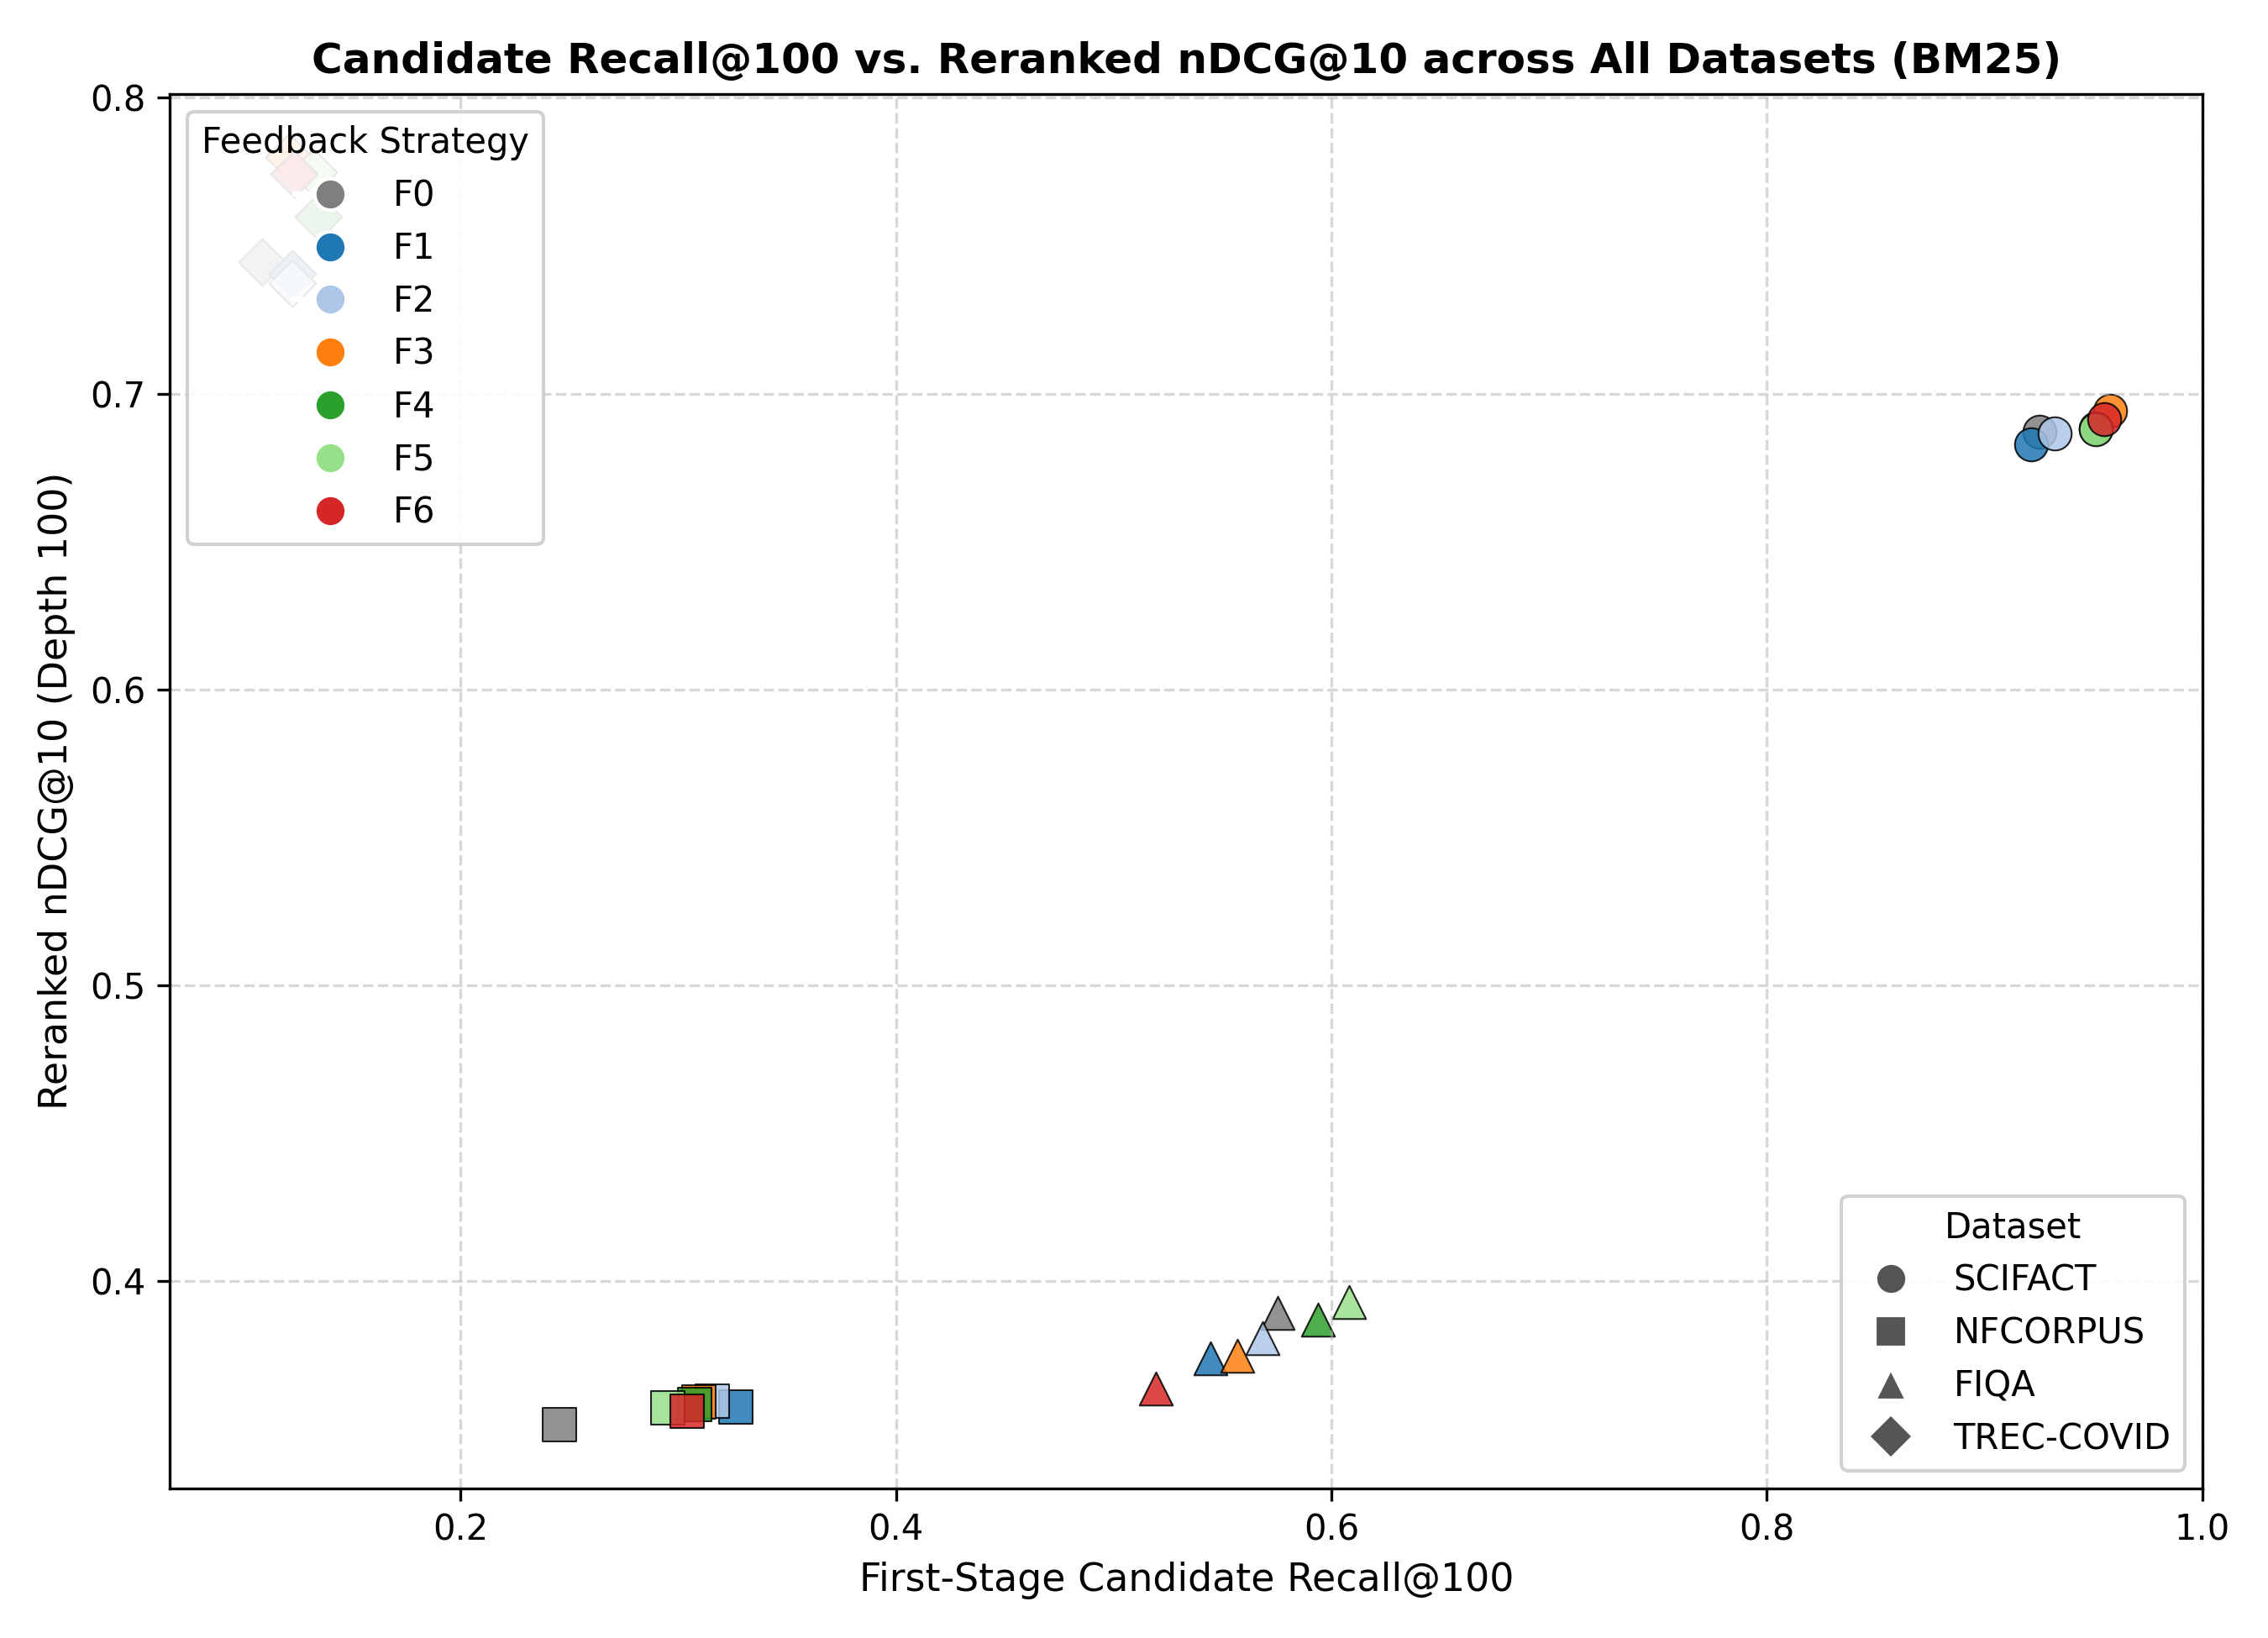 Candidate Recall@100 vs. Reranked nDCG@10 across All Datasets (BM25)
0.8
0.7
0.6
0.5
0.4
Reranked nDCG@10 (Depth 100)
Feedback Strategy
F0
F1
F2
F3
F4
F5
F6
Dataset
SCIFACT
NFCORPUS
FIQA
TREC-COVID
0.2
0.4
0.6
0.8
1.0
First-Stage Candidate Recall@100